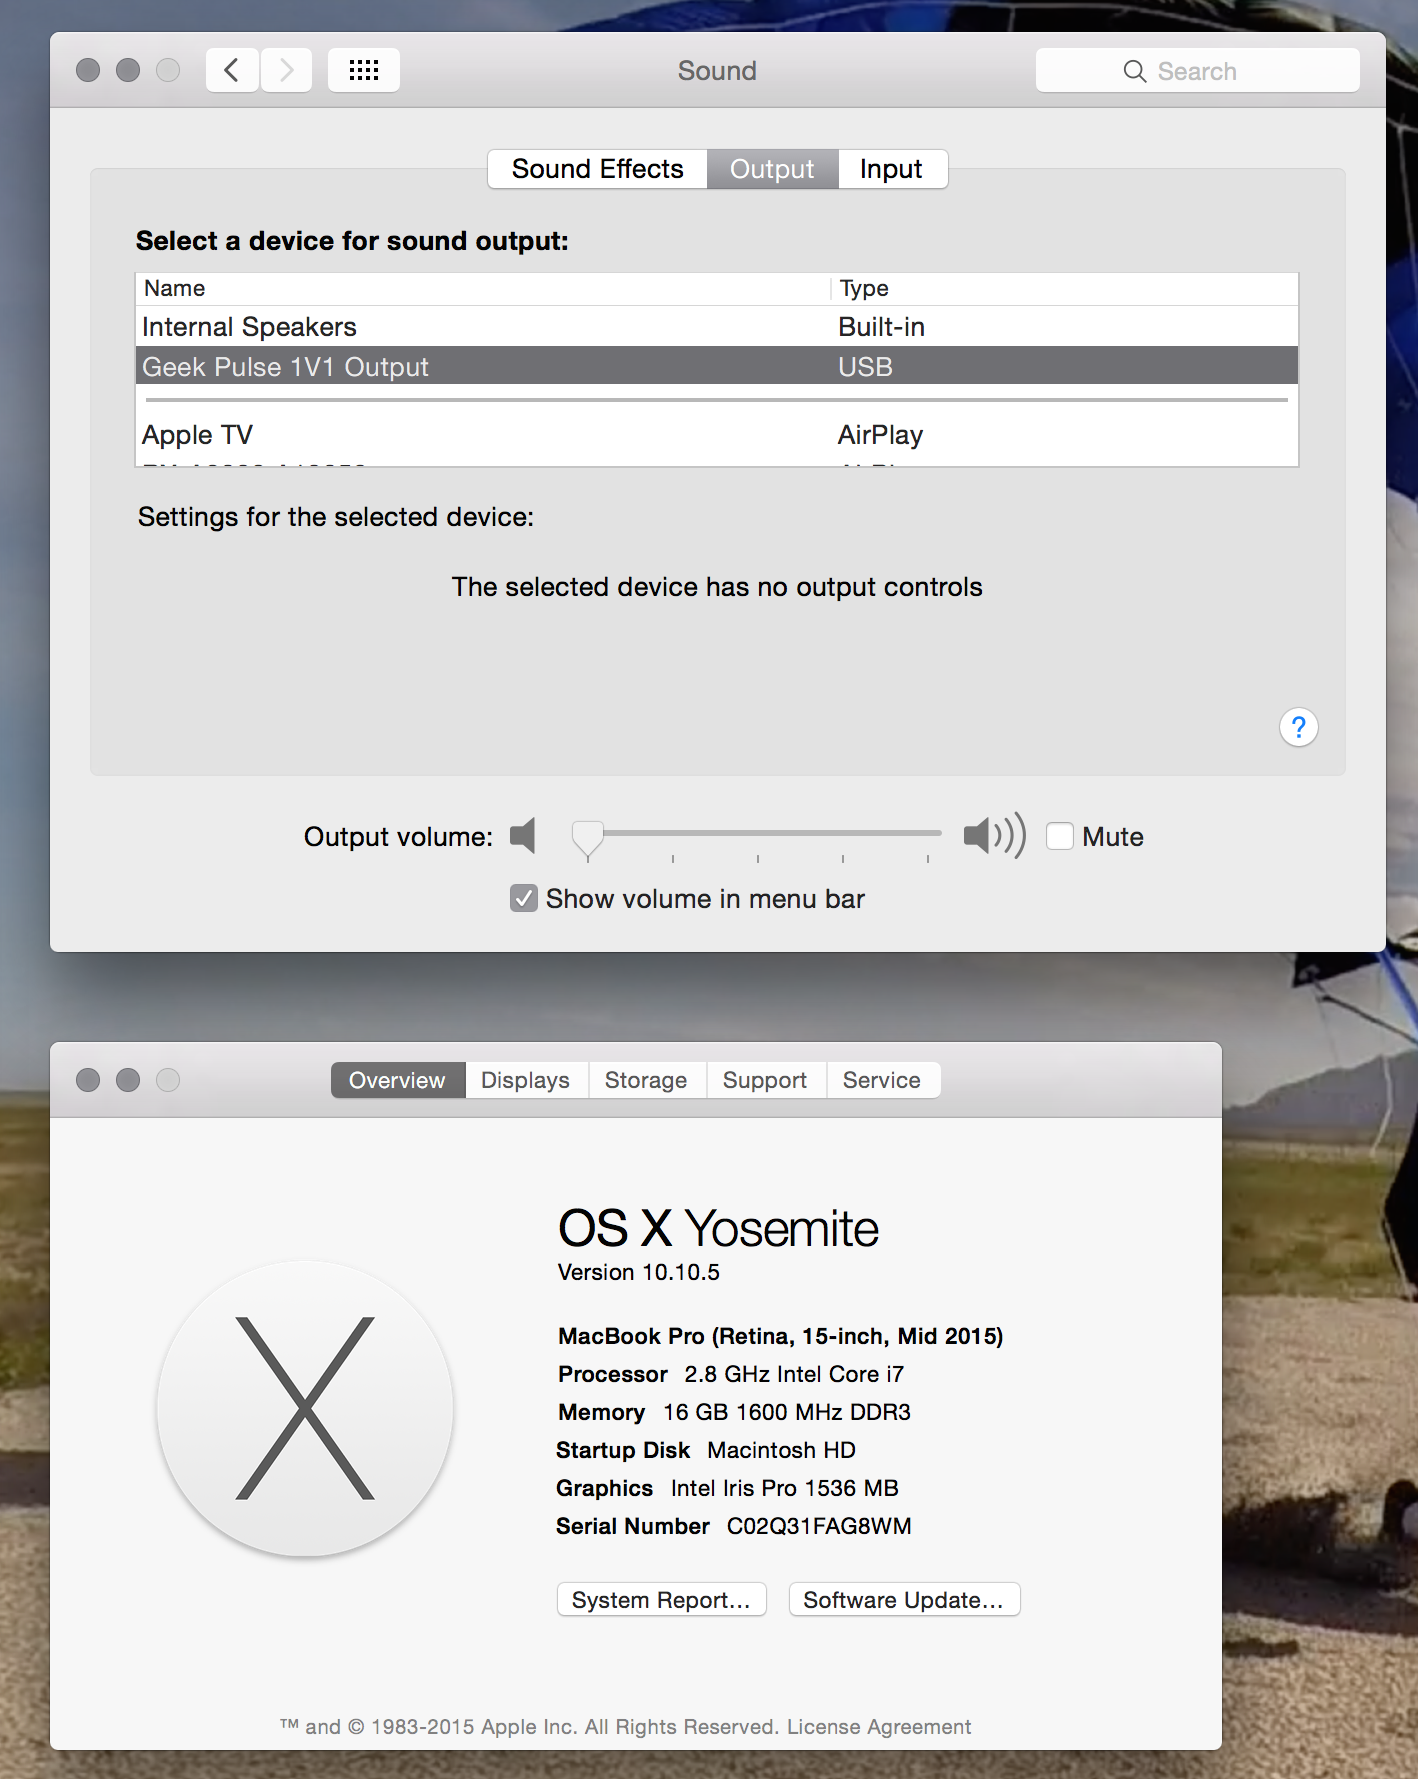 Sound
Search
Sound Effects Output Input
Select a device for sound output:
Name Type
Internal Speakers Built-in
Geek Pulse 1V1 Output USB
Apple TV AirPlay
Settings for the selected device:
The selected device has no output controls
?
Output volume: Mute
Show volume in menu bar
Overview Displays Storage Support Service
OS X Yosemite
Version 10.10.5
MacBook Pro (Retina, 15-inch, Mid 2015)
Processor 2.8 GHz Intel Core i7
Memory 16 GB 1600 MHz DDR3
Startup Disk Macintosh HD
Graphics Intel Iris Pro 1536 MB
Serial Number C02Q31FAG8WM
System Report... Software Update...
™ and © 1983-2015 Apple Inc. All Rights Reserved. License Agreement